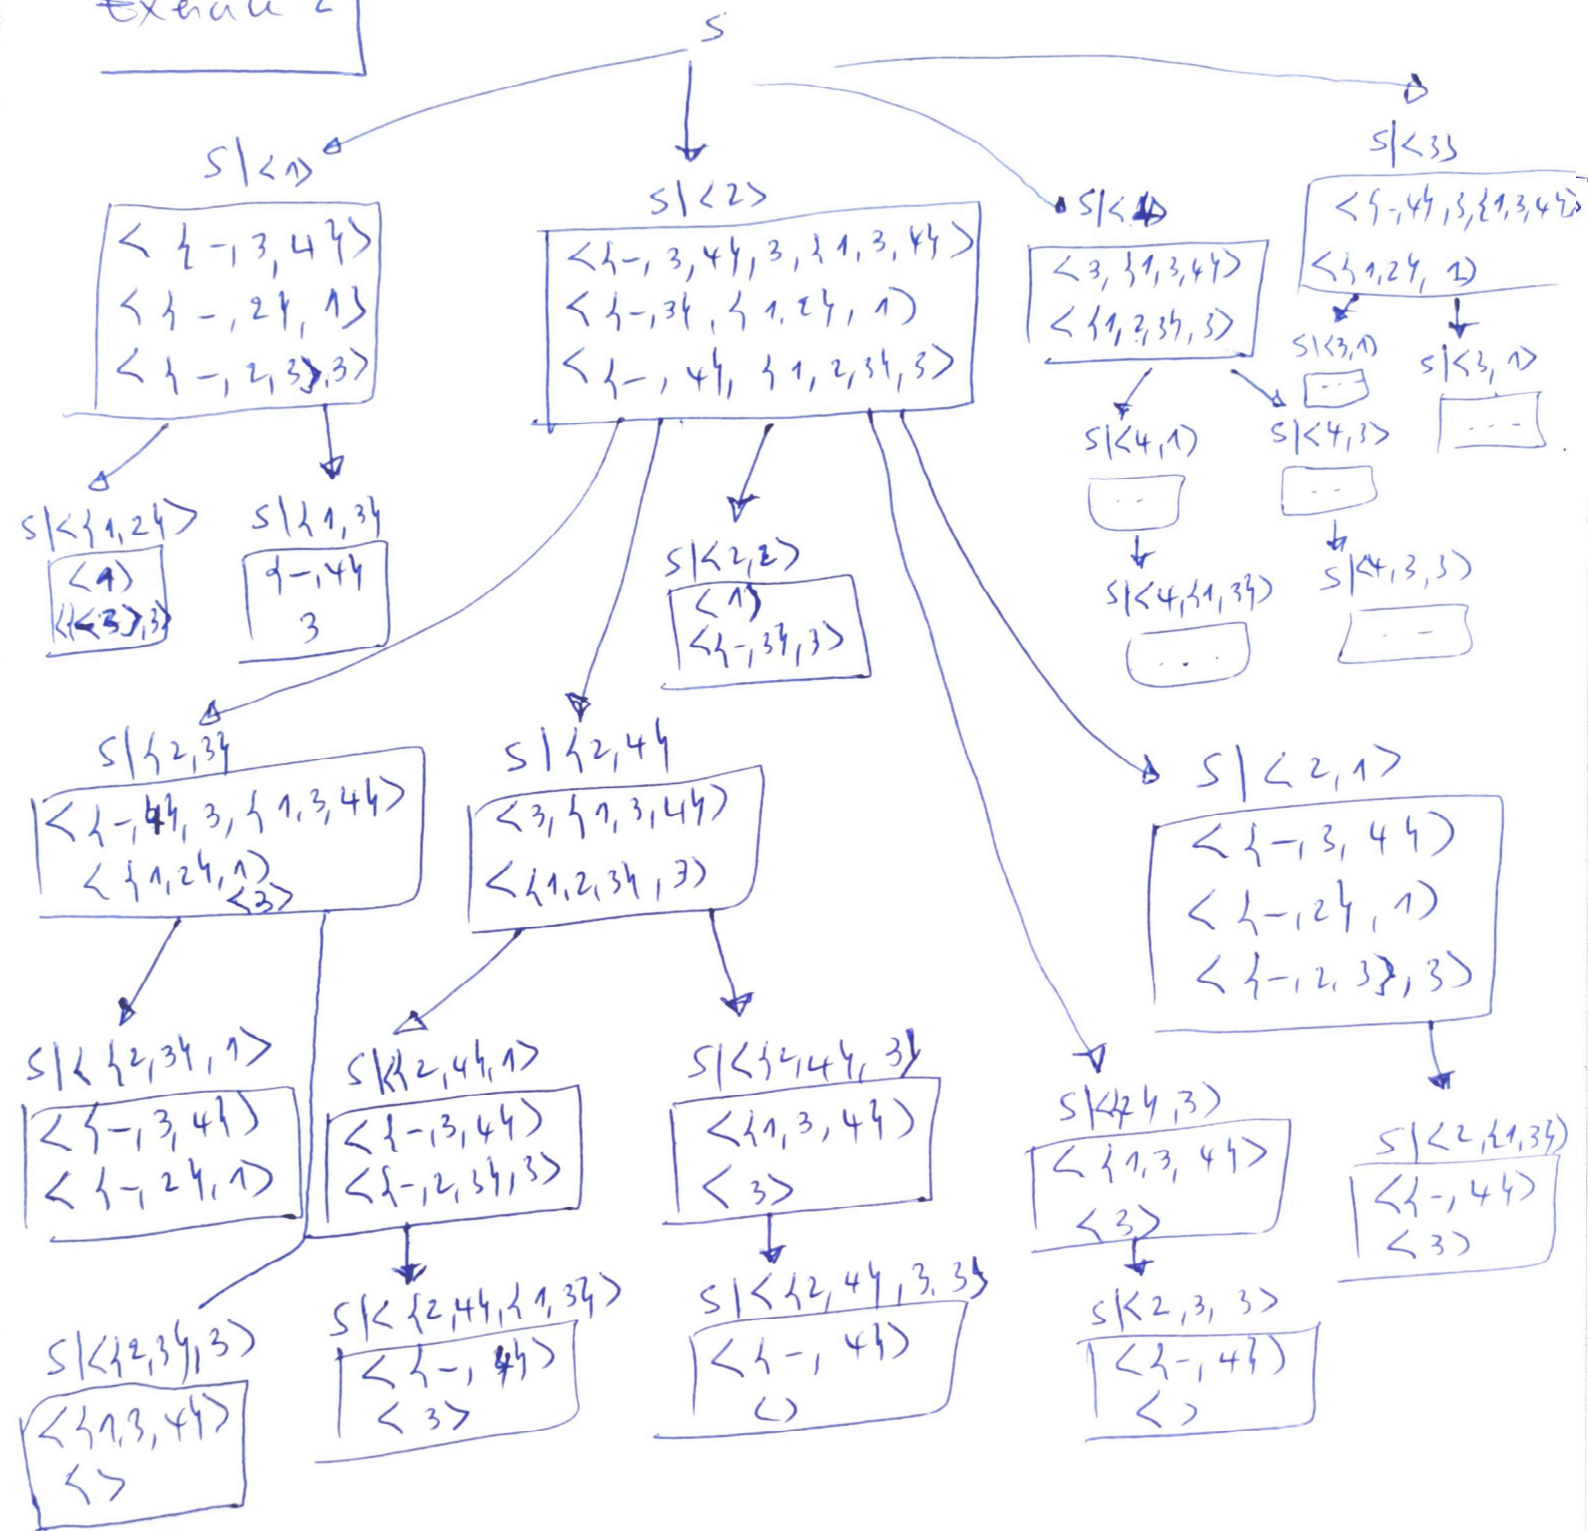 Exercice 2
S
S|<1>
< {-,3,4}>
< {-,2}, 1>
< {-,2,3},3>
S|<2>
<{-,3,4},3,{1,3,4}>
<{-,3},{1,2},1>
<{-,4},{1,2,3},3>
S|<4>
<3,{1,3,4}>
<{1,2,3},3>
S|<3>
<{-,4},3,{1,3,4}>
<{1,2},1>
S|<3,1>
...
S|<3,1>
...
S|<4,1>
..
S|<4,3>
..
S|<4,{1,3}>
...
S|<4,3,3>
..
S|<{1,2}>
<1>
S|{1,3}
{-,4}
3
S|<2,2>
<1>
<{-,3},3>
S|{2,3}
<{-,4},3,{1,3,4}>
<{1,2},1>
<3>
S|{2,4}
<3,{1,3,4}>
<{1,2,3},3>
S|<2,1>
<{-,3,4}>
<{-,2},1>
<{-,2,3},3>
S|<{2,3},1>
<{-,3,4}>
<{-,2},1>
S|<{2,4},1>
<{-,3,4}>
<{-,2,3},3>
S|<{2,4},3>
<{1,3,4}>
<3>
<{1,3,4}>
<3>
S|<2,{1,3}>
<{-,4}>
<3>
S|<{2,3},3>
<{1,3,4}>
<>
S|<{2,4},{1,3}>
<{-,4}>
<3>
S|<{2,4},3,3>
<{-,4}>
<>
S|<2,3,3>
<{-,4}>
<>